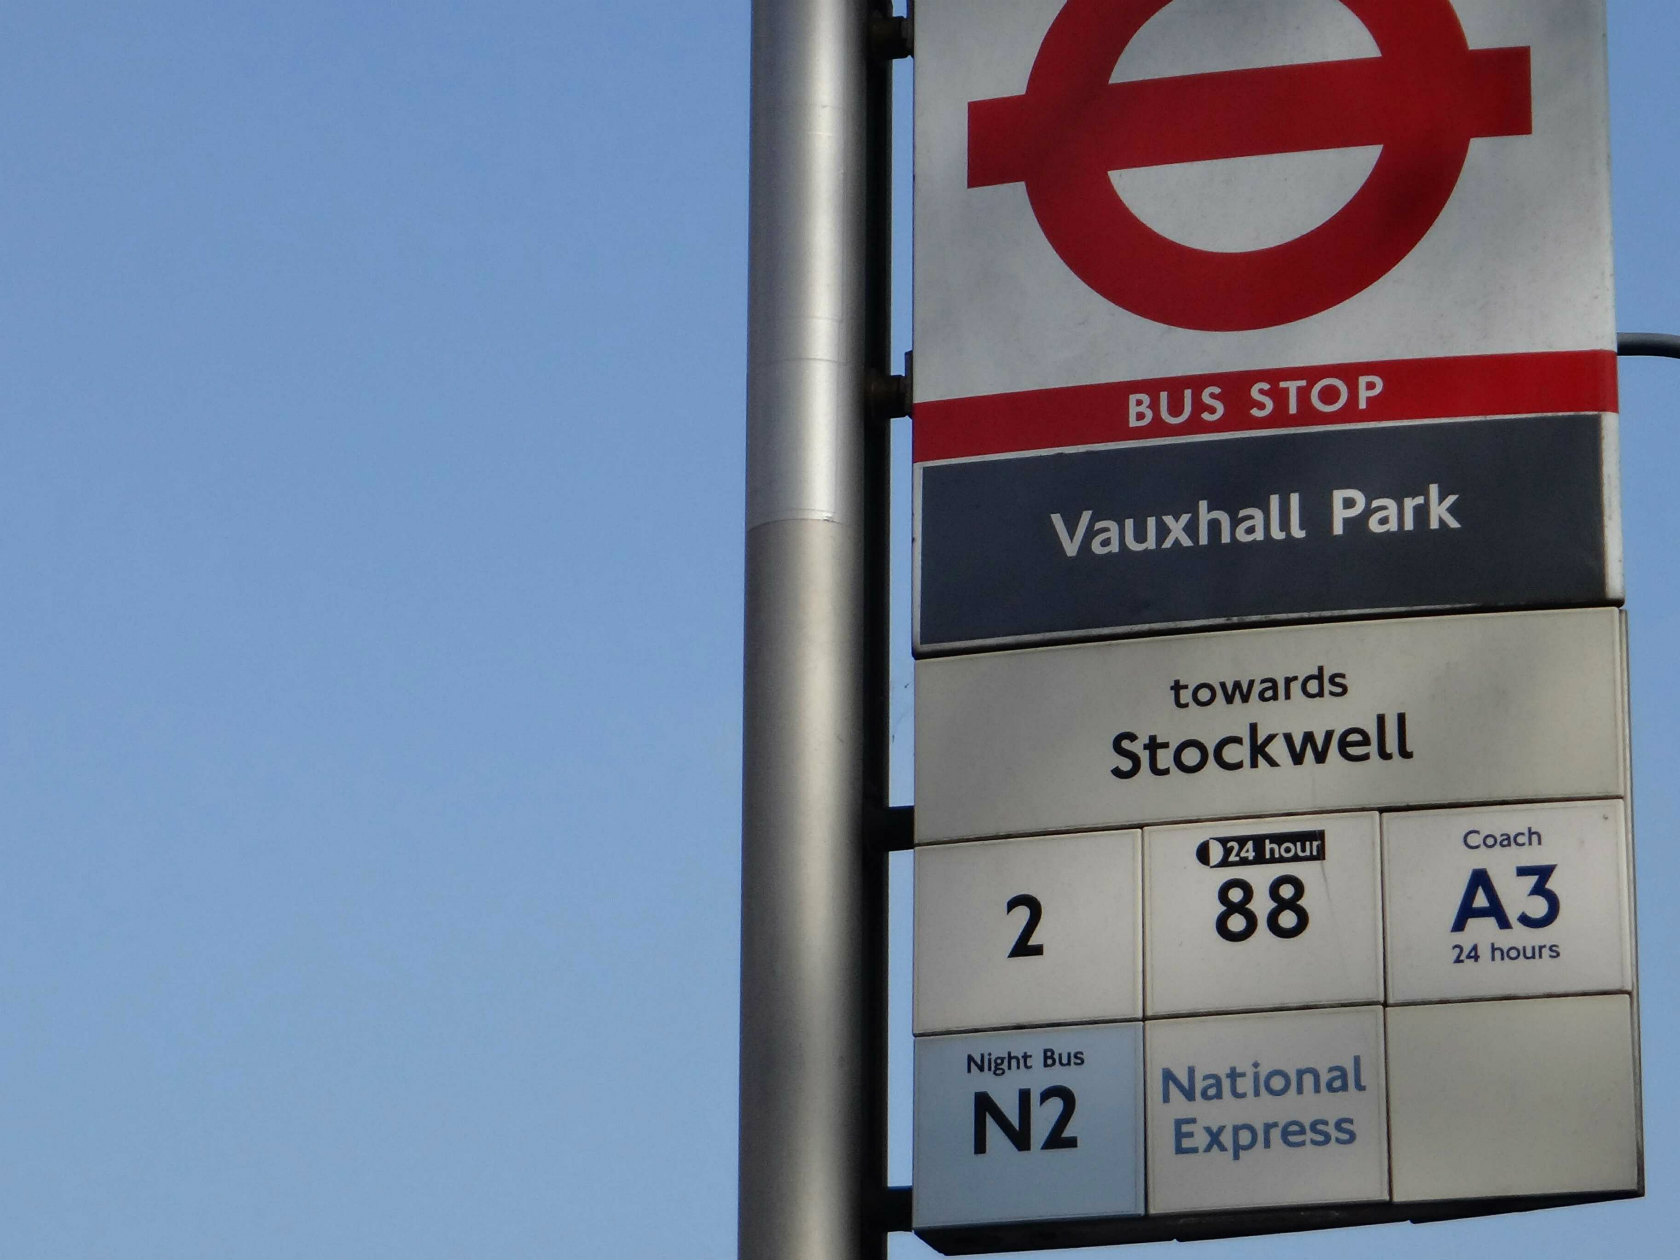 BUS STOP
Vauxhall Park
towards
Stockwell
2
24 hour
88
Coach
A3
24 hours
Night Bus
N2
National
Express